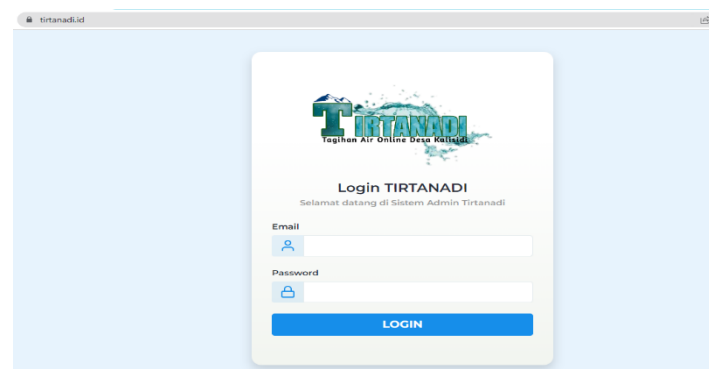 tirtanadi.id
TIRTANADI
Tagihan Air Online Desa Kalisidi
Login TIRTANADI
Selamat datang di Sistem Admin Tirtanadi
Email
Password
LOGIN